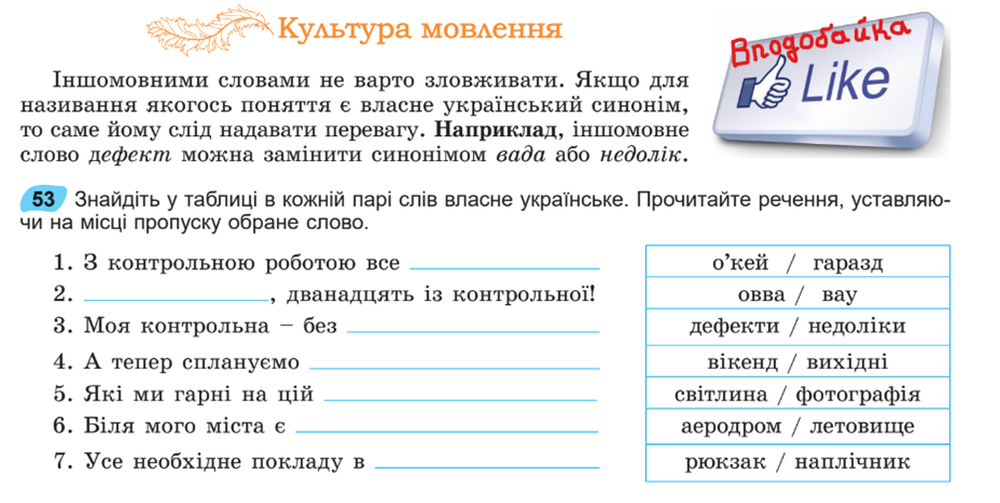 Культура мовлення
Вподобайка
Like
Іншомовними словами не варто зловживати. Якщо для
називання якогось поняття є власне український синонім,
то саме йому слід надавати перевагу. Наприклад, іншомовне
слово дефект можна замінити синонімом вада або недолік.
53 Знайдіть у таблиці в кожній парі слів власне українське. Прочитайте речення, уставляю-
чи на місці пропуску обране слово.
1. З контрольною роботою все ____________ о’кей / гаразд
2. ____________, дванадцять із контрольної! овва / вау
3. Моя контрольна – без ____________ дефекти / недоліки
4. А тепер сплануємо ____________ вікенд / вихідні
5. Які ми гарні на цій ____________ світлина / фотографія
6. Біля мого міста є ____________ аеродром / летовище
7. Усе необхідне покладу в ____________ рюкзак / наплічник